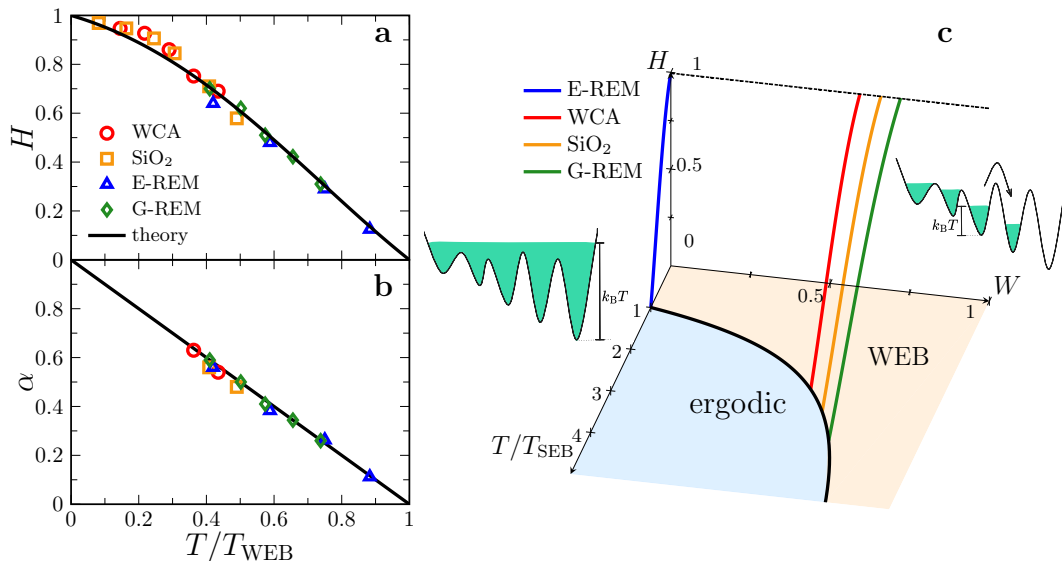 a
H
1
0.8
0.6
0.4
0.2
0
WCA
SiO₂
E-REM
G-REM
theory
b
α
0.8
0.6
0.4
0.2
0
0 0.2 0.4 0.6 0.8 1
T/T_WEB
c
H
1
0.5
0
E-REM
WCA
SiO₂
G-REM
k_BT
k_BT
W
0.5
1
1
2
3
4
T/T_SEB
WEB
ergodic